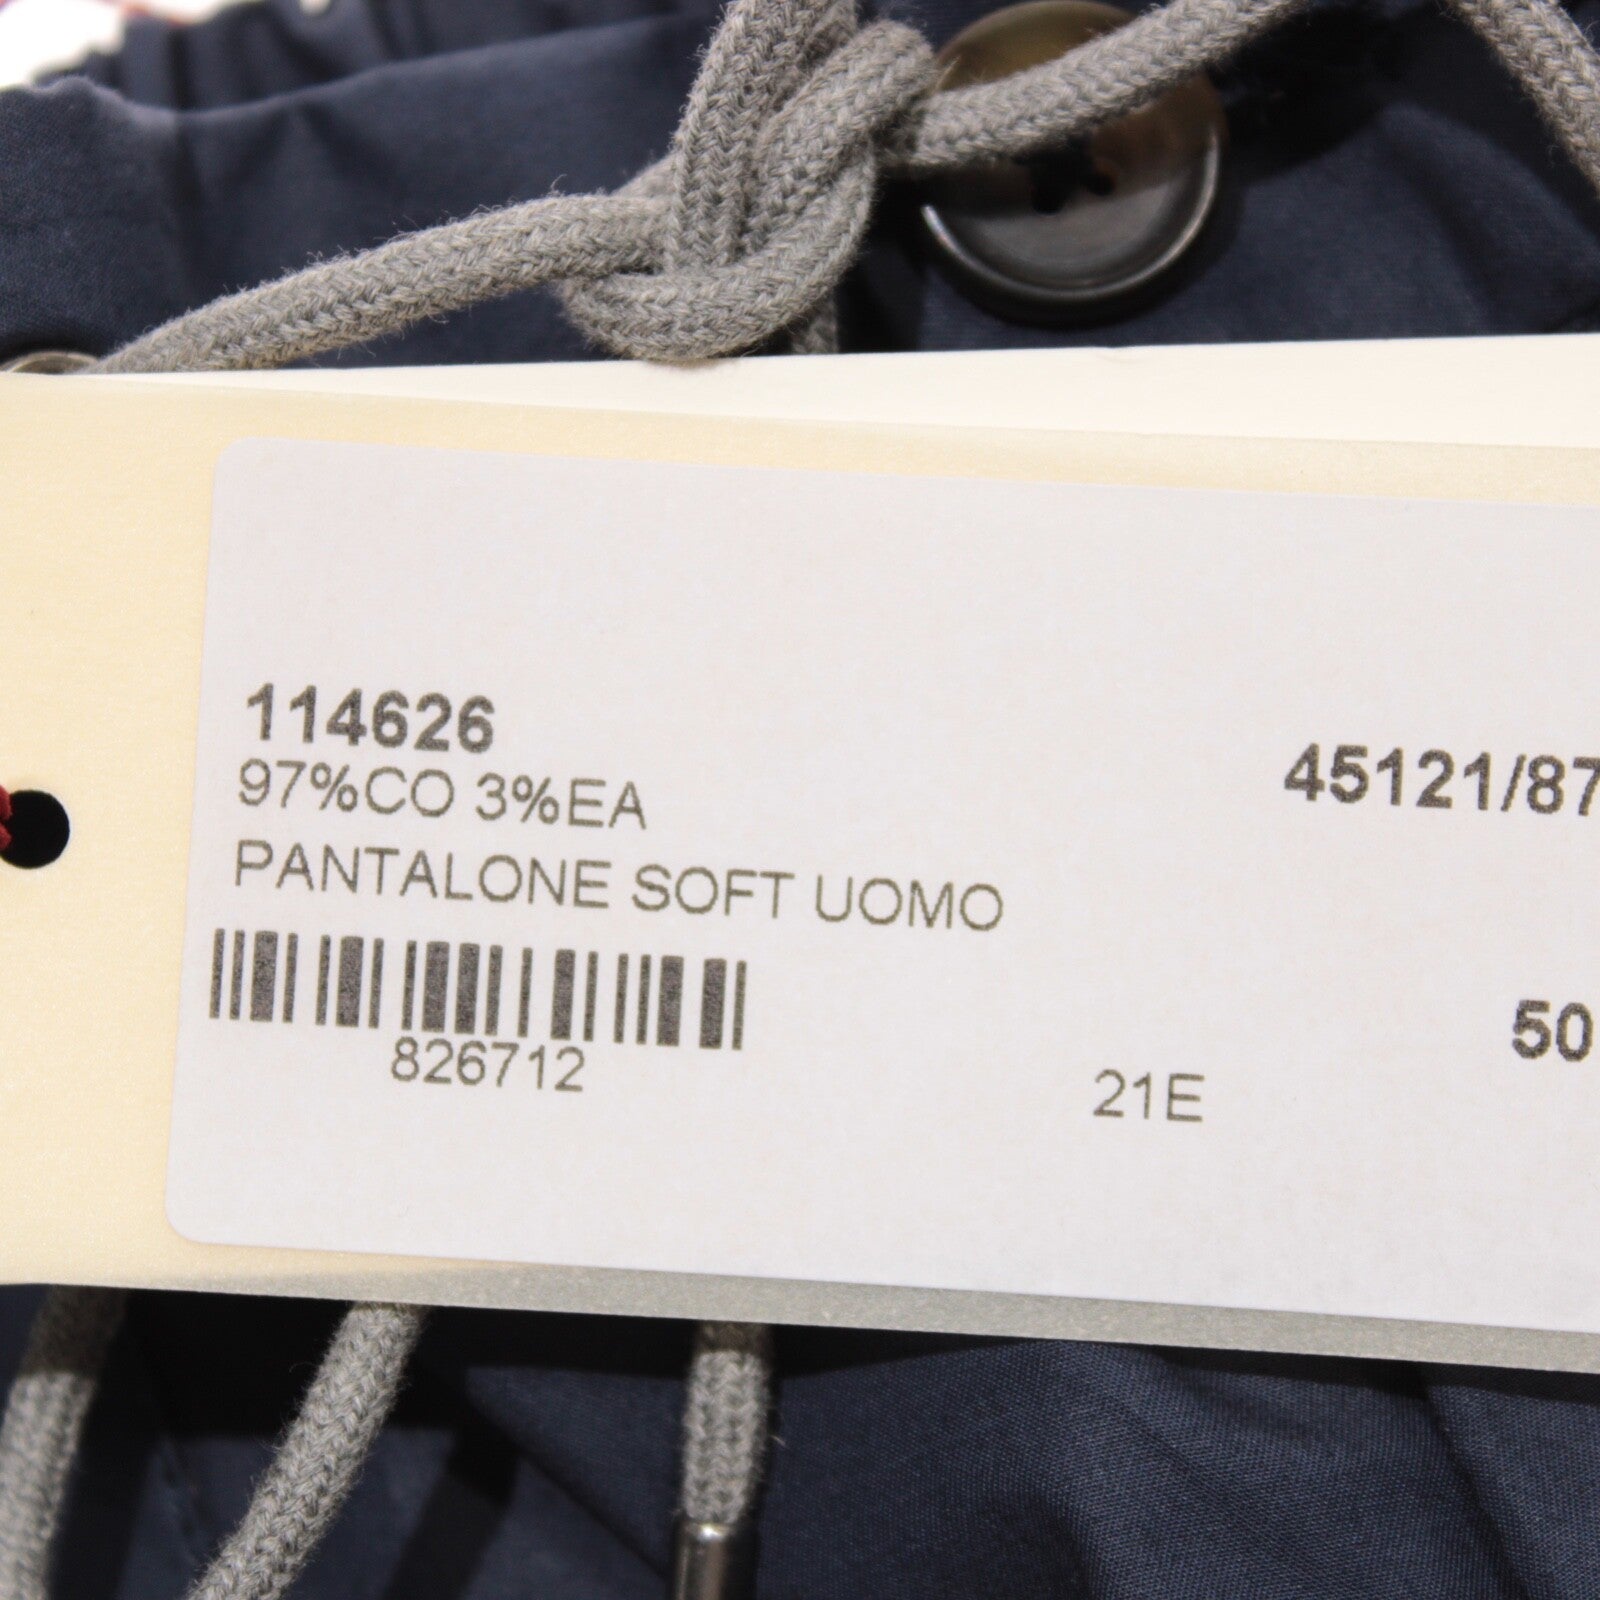 114626
97%CO 3%EA
45121/87
PANTALONE SOFT UOMO
826712
50
21E